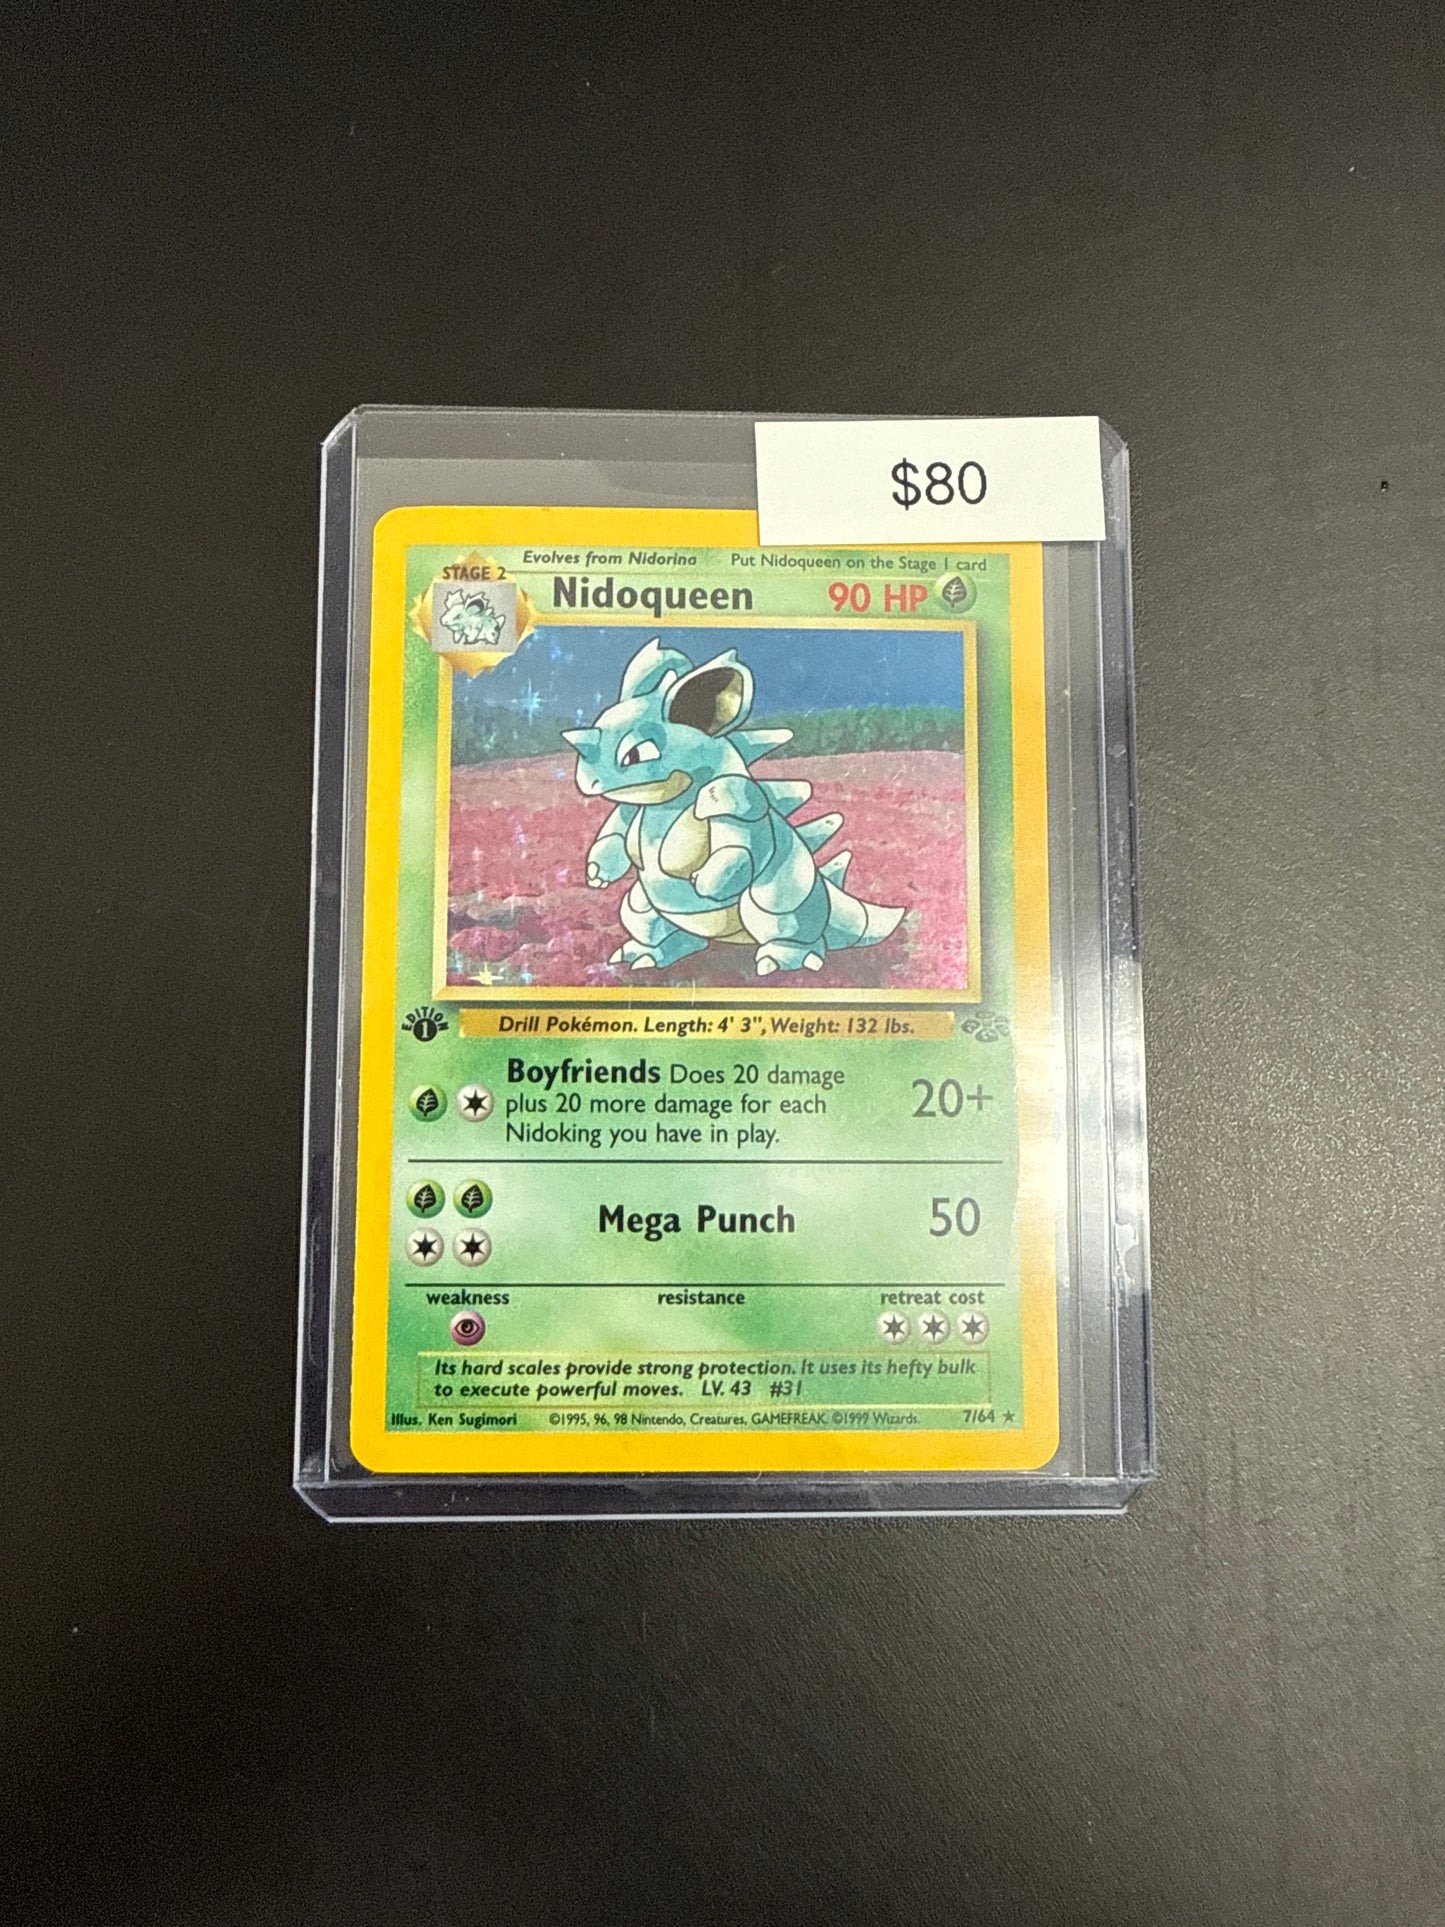 $80
Evolves from Nidorina Put Nidoqueen on the Stage 1 card
STAGE 2
Nidoqueen 90 HP
EDITION
1
Drill Pokémon. Length: 4' 3", Weight: 132 lbs.
Boyfriends Does 20 damage
plus 20 more damage for each
Nidoking you have in play.
20+
Mega Punch 50
weakness resistance retreat cost
Its hard scales provide strong protection. It uses its hefty bulk
to execute powerful moves. LV. 43 #31
Illus. Ken Sugimori ©1995, 96, 98 Nintendo, Creatures, GAMEFREAK. ©1999 Wizards. 7/64 ★